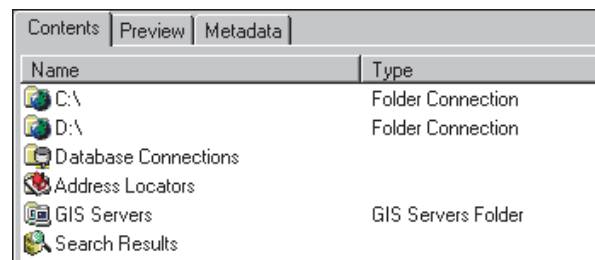 Contents Preview Metadata
Name Type
C:\ Folder Connection
D:\ Folder Connection
Database Connections
Address Locators
GIS Servers GIS Servers Folder
Search Results